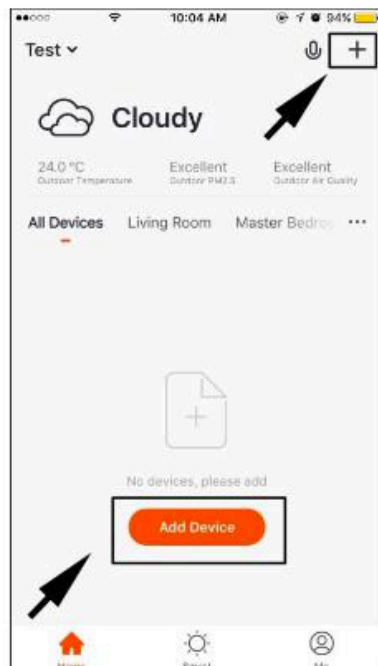 10:04 AM 94%
Test
+
Cloudy
24.0 °C Excellent Excellent
Outdoor Temperature Outdoor PM2.5 Outdoor Air Quality
All Devices Living Room Master Bedro ...
No devices, please add
Add Device
Home Smart Me